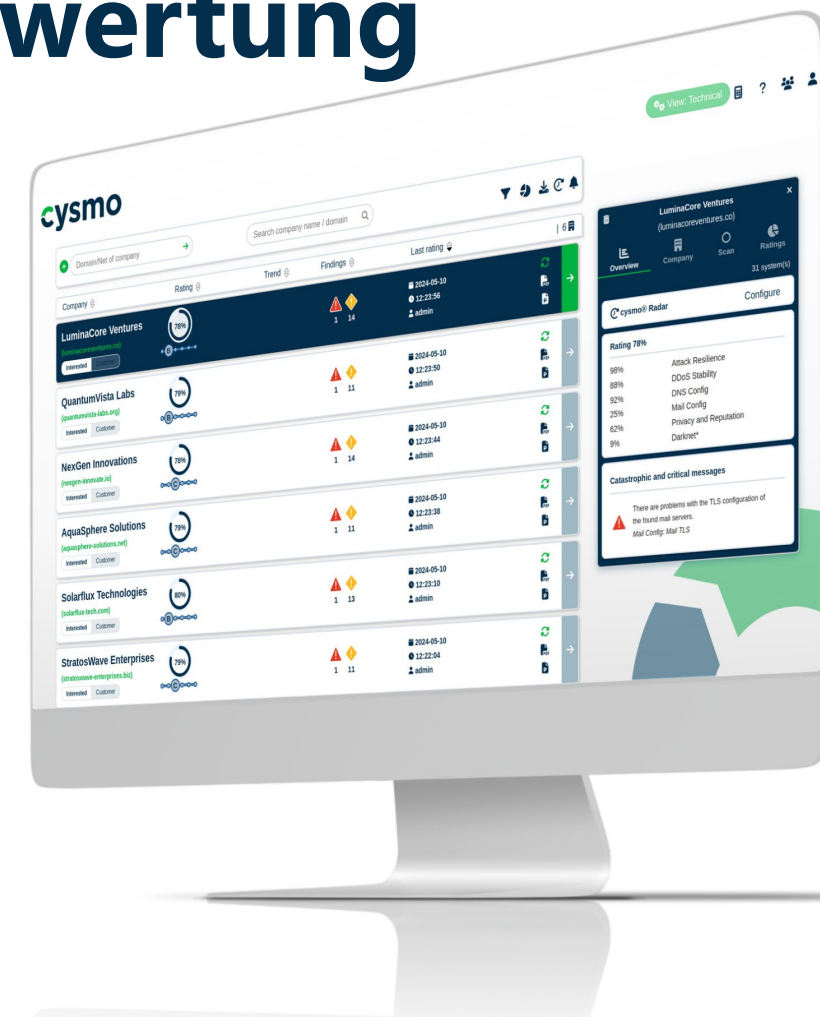 wertung
View: Technical
?
cysmo
Domain/Net of company
Search company name / domain
| 6
Company
Rating
Trend
Findings
Last rating
LuminaCore Ventures
(luminacoreventures.co)
Interested
78%
B
1 14
2024-05-10
12:23:56
admin
QuantumVista Labs
(quantumvista-labs.org)
Interested Customer
79%
B
1 11
2024-05-10
12:23:50
admin
NexGen Innovations
(nexgen-innovate.io)
Interested Customer
78%
C
1 14
2024-05-10
12:23:44
admin
AquaSphere Solutions
(aquasphere-solutions.net)
Interested Customer
79%
C
1 11
2024-05-10
12:23:38
admin
Solarflux Technologies
(solarflux-tech.com)
Interested Customer
80%
B
1 13
2024-05-10
12:23:10
admin
StratosWave Enterprises
(stratoswave-enterprises.biz)
Interested Customer
79%
C
1 11
2024-05-10
12:22:04
admin
LuminaCore Ventures
x
(luminacoreventures.co)
Overview Company Scan Ratings
31 system(s)
cysmo® Radar Configure
Rating 78%
98% Attack Resilience
88% DDoS Stability
92% DNS Config
25% Mail Config
62% Privacy and Reputation
9% Darknet*
Catastrophic and critical messages
There are problems with the TLS configuration of
the found mail servers.
Mail Config: Mail TLS